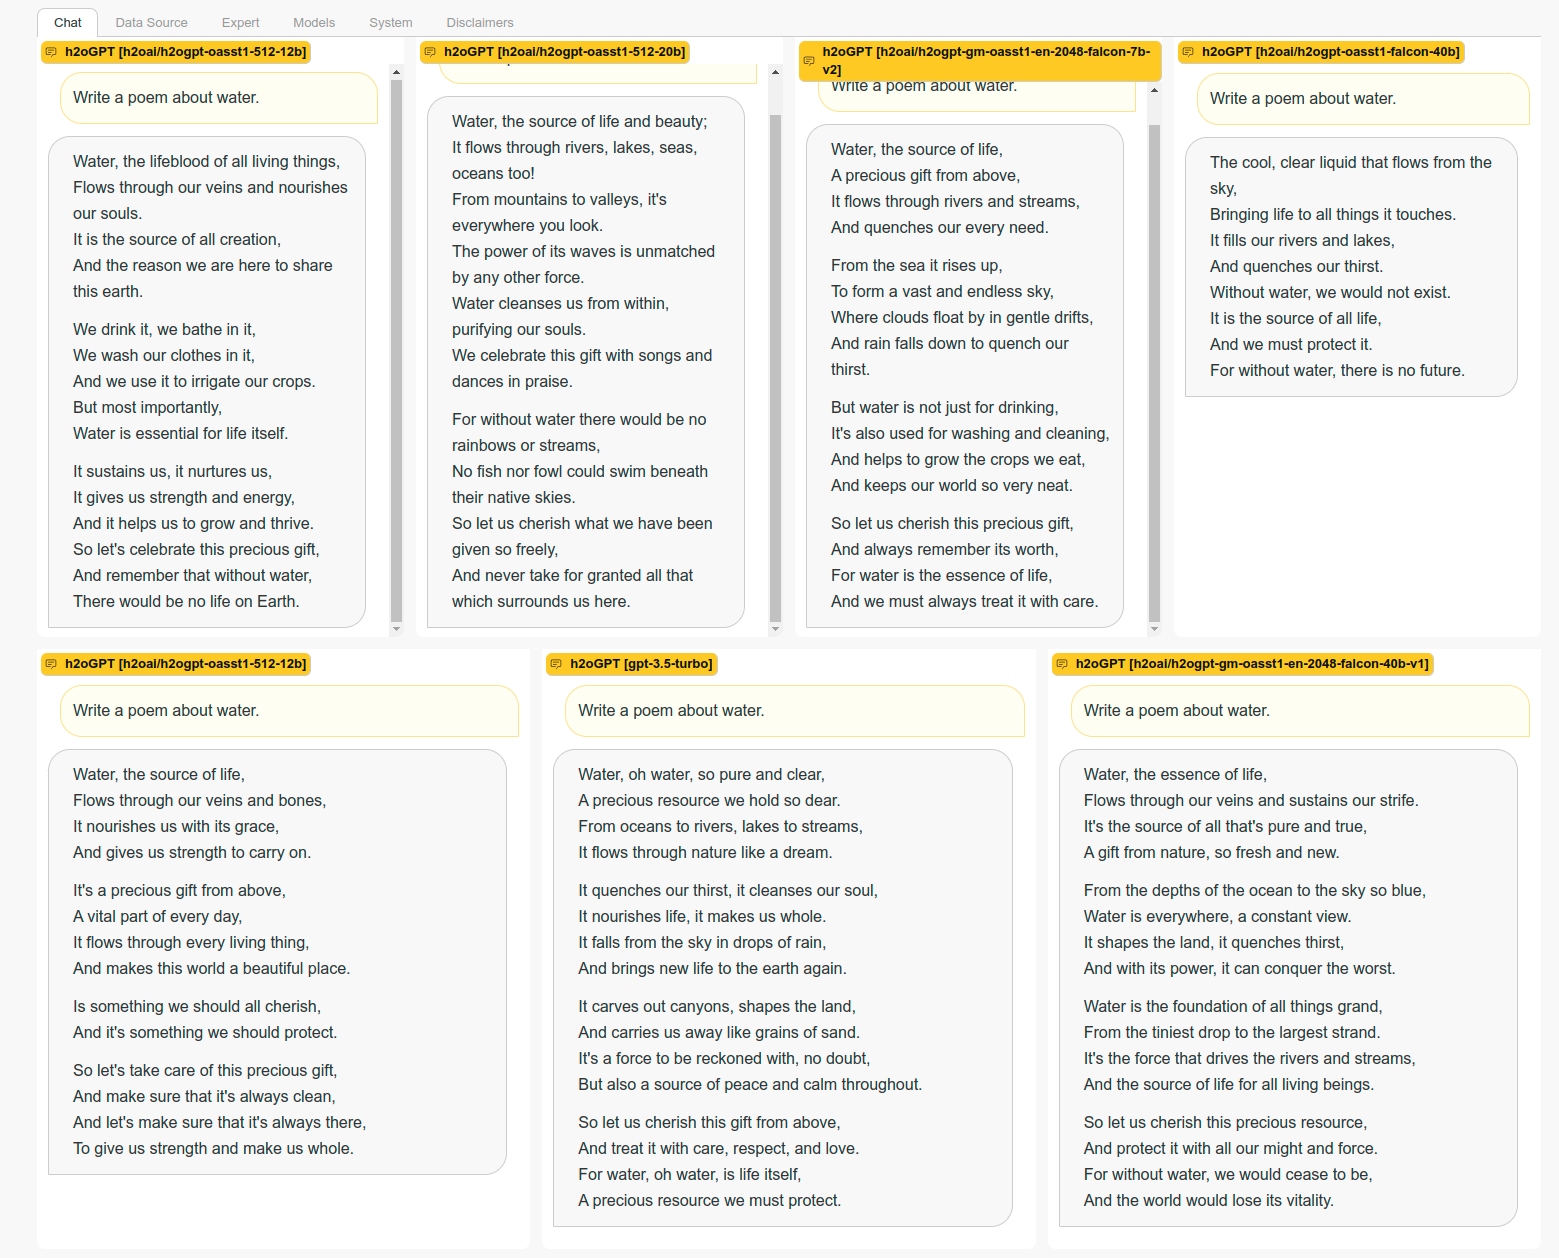 Chat Data Source Expert Models System Disclaimers
h2oGPT [h2oai/h2ogpt-oasst1-512-12b]
Write a poem about water.
Water, the lifeblood of all living things,
Flows through our veins and nourishes
our souls.
It is the source of all creation,
And the reason we are here to share
this earth.
We drink it, we bathe in it,
We wash our clothes in it,
And we use it to irrigate our crops.
But most importantly,
Water is essential for life itself.
It sustains us, it nurtures us,
It gives us strength and energy,
And it helps us to grow and thrive.
So let's celebrate this precious gift,
And remember that without water,
There would be no life on Earth.
h2oGPT [h2oai/h2ogpt-oasst1-512-20b]
Water, the source of life and beauty;
It flows through rivers, lakes, seas,
oceans too!
From mountains to valleys, it's
everywhere you look.
The power of its waves is unmatched
by any other force.
Water cleanses us from within,
purifying our souls.
We celebrate this gift with songs and
dances in praise.
For without water there would be no
rainbows or streams,
No fish nor fowl could swim beneath
their native skies.
So let us cherish what we have been
given so freely,
And never take for granted all that
which surrounds us here.
h2oGPT [h2oai/h2ogpt-gm-oasst1-en-2048-falcon-7b-
v2]
Write a poem about water.
Water, the source of life,
A precious gift from above,
It flows through rivers and streams,
And quenches our every need.
From the sea it rises up,
To form a vast and endless sky,
Where clouds float by in gentle drifts,
And rain falls down to quench our
thirst.
But water is not just for drinking,
It's also used for washing and cleaning,
And helps to grow the crops we eat,
And keeps our world so very neat.
So let us cherish this precious gift,
And always remember its worth,
For water is the essence of life,
And we must always treat it with care.
h2oGPT [h2oai/h2ogpt-oasst1-falcon-40b]
Write a poem about water.
The cool, clear liquid that flows from the
sky,
Bringing life to all things it touches.
It fills our rivers and lakes,
And quenches our thirst.
Without water, we would not exist.
It is the source of all life,
And we must protect it.
For without water, there is no future.
h2oGPT [h2oai/h2ogpt-oasst1-512-12b]
Write a poem about water.
Water, the source of life,
Flows through our veins and bones,
It nourishes us with its grace,
And gives us strength to carry on.
It's a precious gift from above,
A vital part of every day,
It flows through every living thing,
And makes this world a beautiful place.
Is something we should all cherish,
And it's something we should protect.
So let's take care of this precious gift,
And make sure that it's always clean,
And let's make sure that it's always there,
To give us strength and make us whole.
h2oGPT [gpt-3.5-turbo]
Write a poem about water.
Water, oh water, so pure and clear,
A precious resource we hold so dear.
From oceans to rivers, lakes to streams,
It flows through nature like a dream.
It quenches our thirst, it cleanses our soul,
It nourishes life, it makes us whole.
It falls from the sky in drops of rain,
And brings new life to the earth again.
It carves out canyons, shapes the land,
And carries us away like grains of sand.
It's a force to be reckoned with, no doubt,
But also a source of peace and calm throughout.
So let us cherish this gift from above,
And treat it with care, respect, and love.
For water, oh water, is life itself,
A precious resource we must protect.
h2oGPT [h2oai/h2ogpt-gm-oasst1-en-2048-falcon-40b-v1]
Write a poem about water.
Water, the essence of life,
Flows through our veins and sustains our strife.
It's the source of all that's pure and true,
A gift from nature, so fresh and new.
From the depths of the ocean to the sky so blue,
Water is everywhere, a constant view.
It shapes the land, it quenches thirst,
And with its power, it can conquer the worst.
Water is the foundation of all things grand,
From the tiniest drop to the largest strand.
It's the force that drives the rivers and streams,
And the source of life for all living beings.
So let us cherish this precious resource,
And protect it with all our might and force.
For without water, we would cease to be,
And the world would lose its vitality.